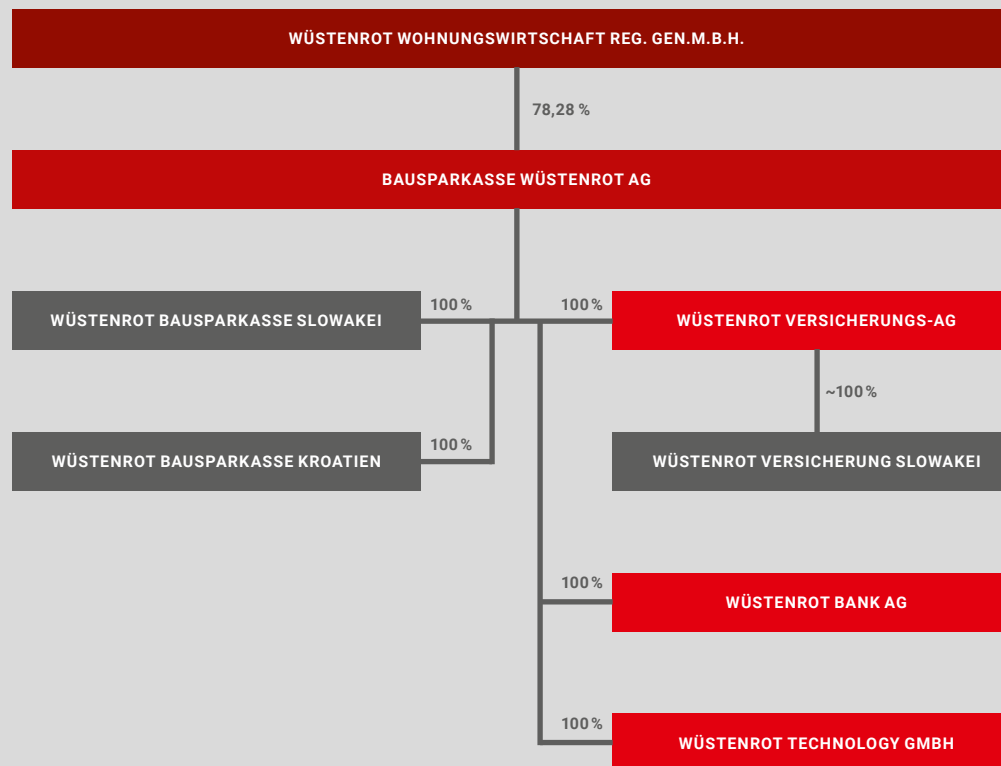 WÜSTENROT WOHNUNGSWIRTSCHAFT REG. GEN.M.B.H.
78,28 %
BAUSPARKASSE WÜSTENROT AG
100 %
100 %
WÜSTENROT BAUSPARKASSE SLOWAKEI
WÜSTENROT VERSICHERUNGS-AG
~100 %
100 %
WÜSTENROT BAUSPARKASSE KROATIEN
WÜSTENROT VERSICHERUNG SLOWAKEI
100 %
WÜSTENROT BANK AG
100 %
WÜSTENROT TECHNOLOGY GMBH